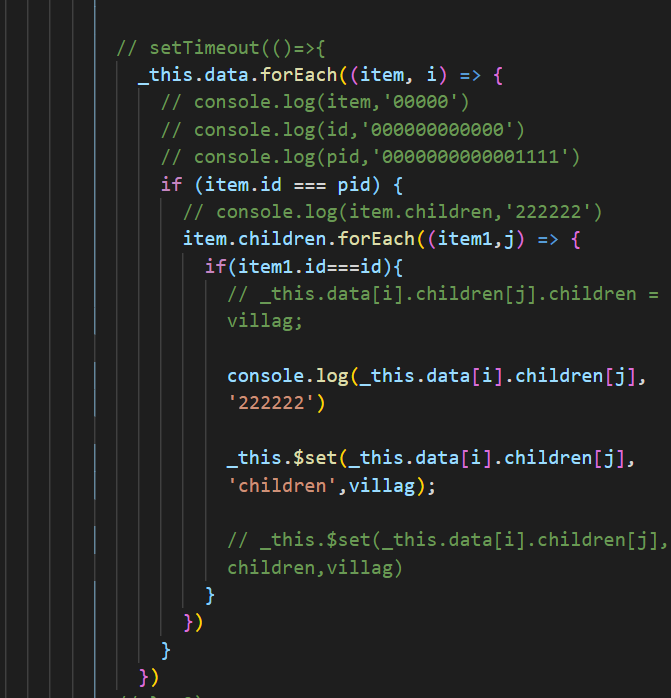 // setTimeout(()=>{
_this.data.forEach((item, i) => {
// console.log(item,'00000')
// console.log(id,'000000000000')
// console.log(pid,'0000000000001111')
if (item.id === pid) {
// console.log(item.children,'222222')
item.children.forEach((item1,j) => {
if(item1.id===id){
// _this.data[i].children[j].children =
villag;
console.log(_this.data[i].children[j],
'222222')
_this.$set(_this.data[i].children[j],
'children',villag);
// _this.$set(_this.data[i].children[j],
children,villag)
}
})
}
})